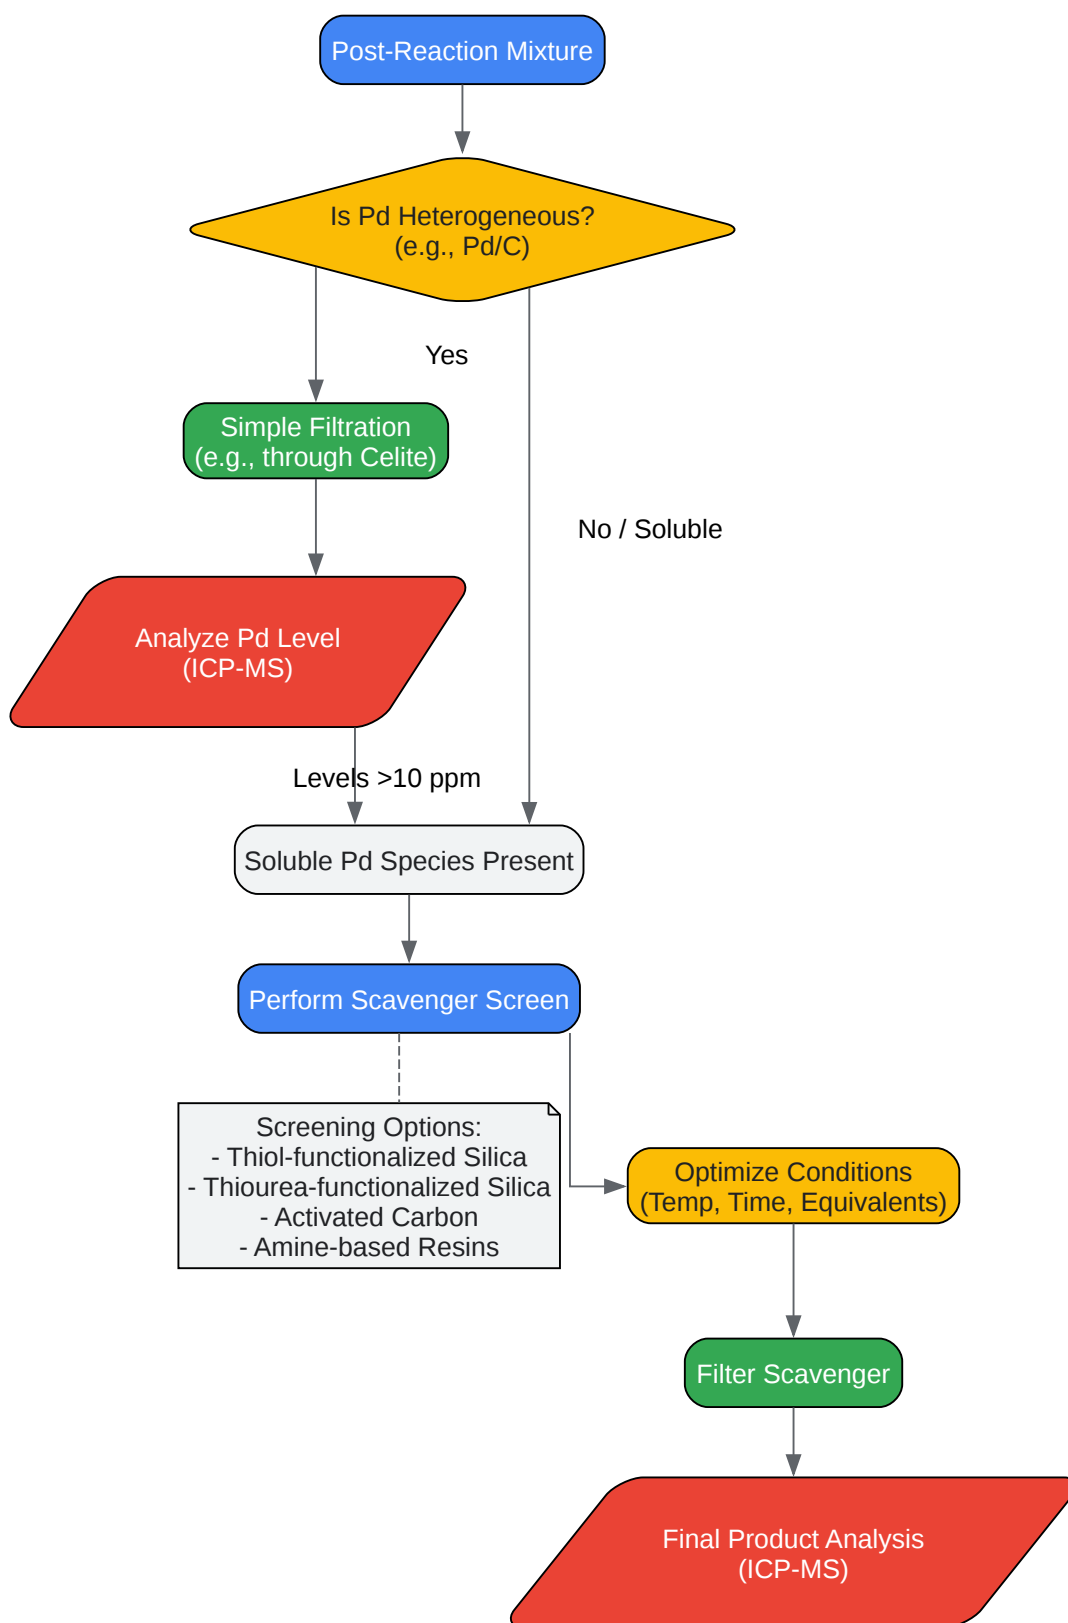 Post-Reaction Mixture
Is Pd Heterogeneous?
(e.g., Pd/C)
Yes
Simple Filtration
(e.g., through Celite)
No / Soluble
Analyze Pd Level
(ICP-MS)
Levels >10 ppm
Soluble Pd Species Present
Perform Scavenger Screen
Screening Options:
- Thiol-functionalized Silica
- Thiourea-functionalized Silica
- Activated Carbon
- Amine-based Resins
Optimize Conditions
(Temp, Time, Equivalents)
Filter Scavenger
Final Product Analysis
(ICP-MS)